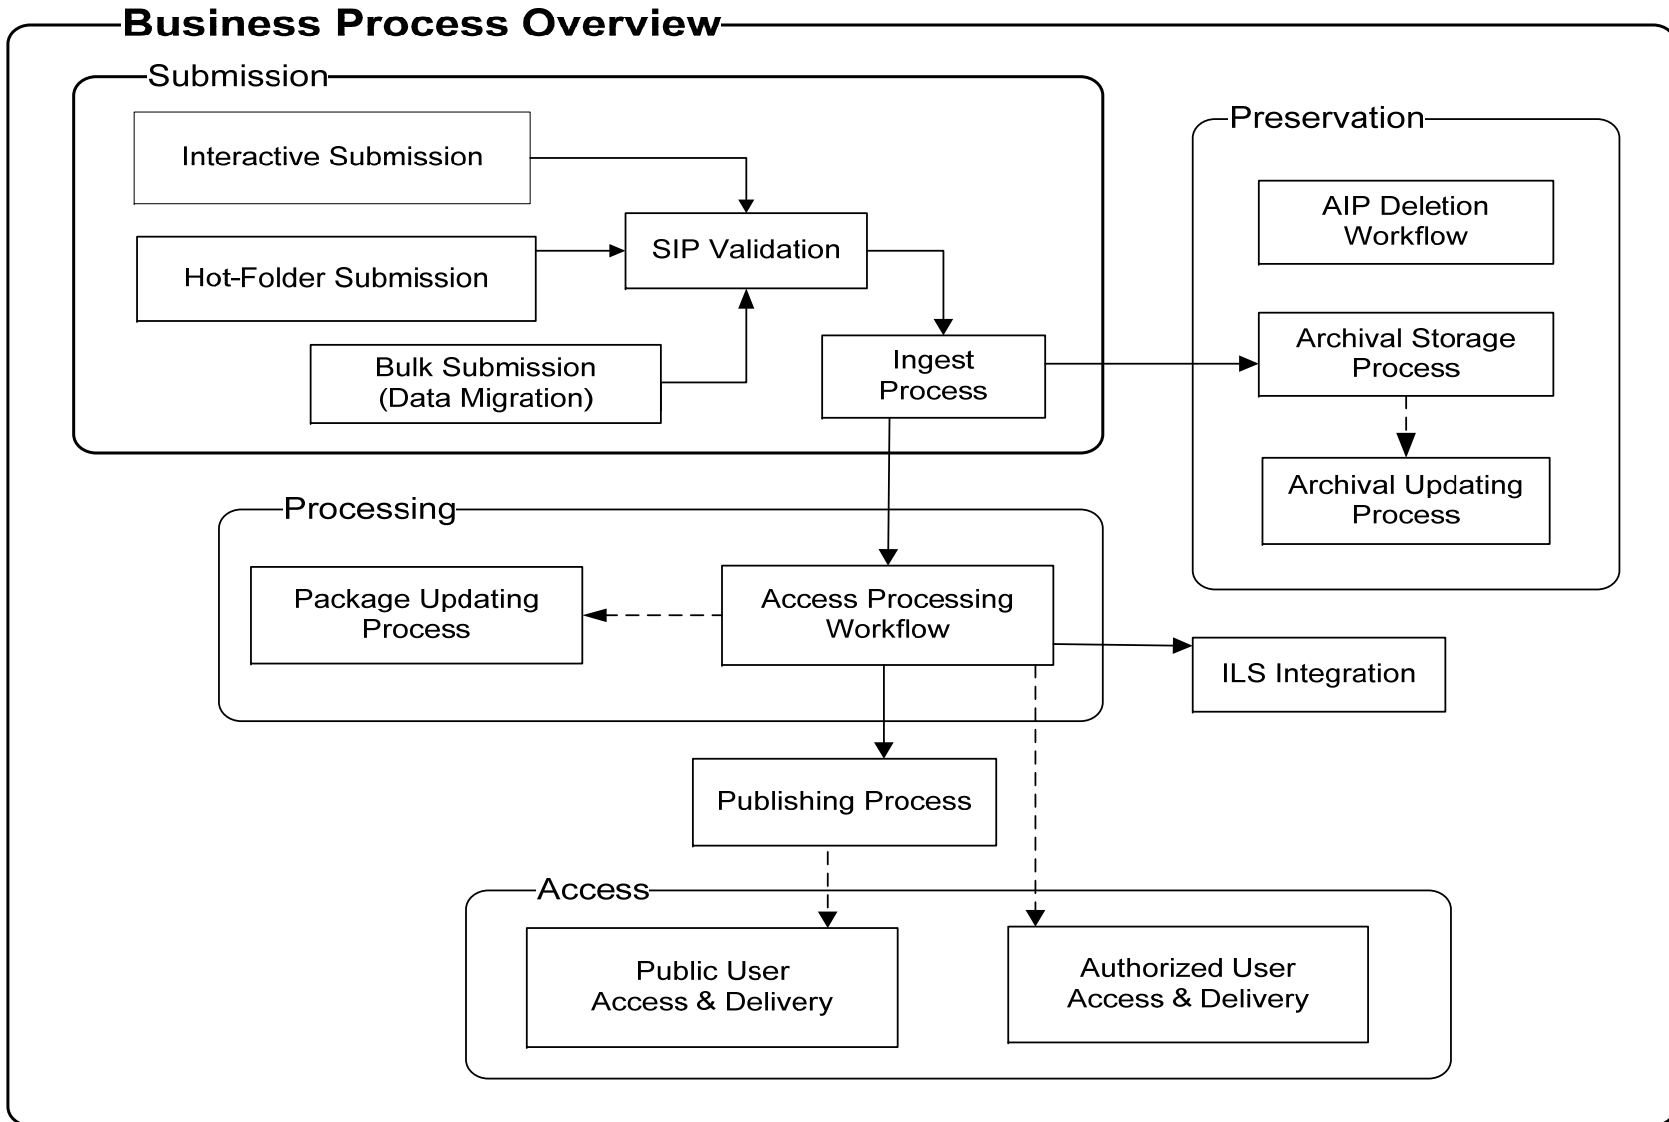 Business Process Overview
Submission
Interactive Submission
Hot-Folder Submission
Bulk Submission
(Data Migration)
SIP Validation
Ingest
Process
Preservation
AIP Deletion
Workflow
Archival Storage
Process
Archival Updating
Process
Processing
Package Updating
Process
Access Processing
Workflow
ILS Integration
Publishing Process
Access
Public User
Access & Delivery
Authorized User
Access & Delivery